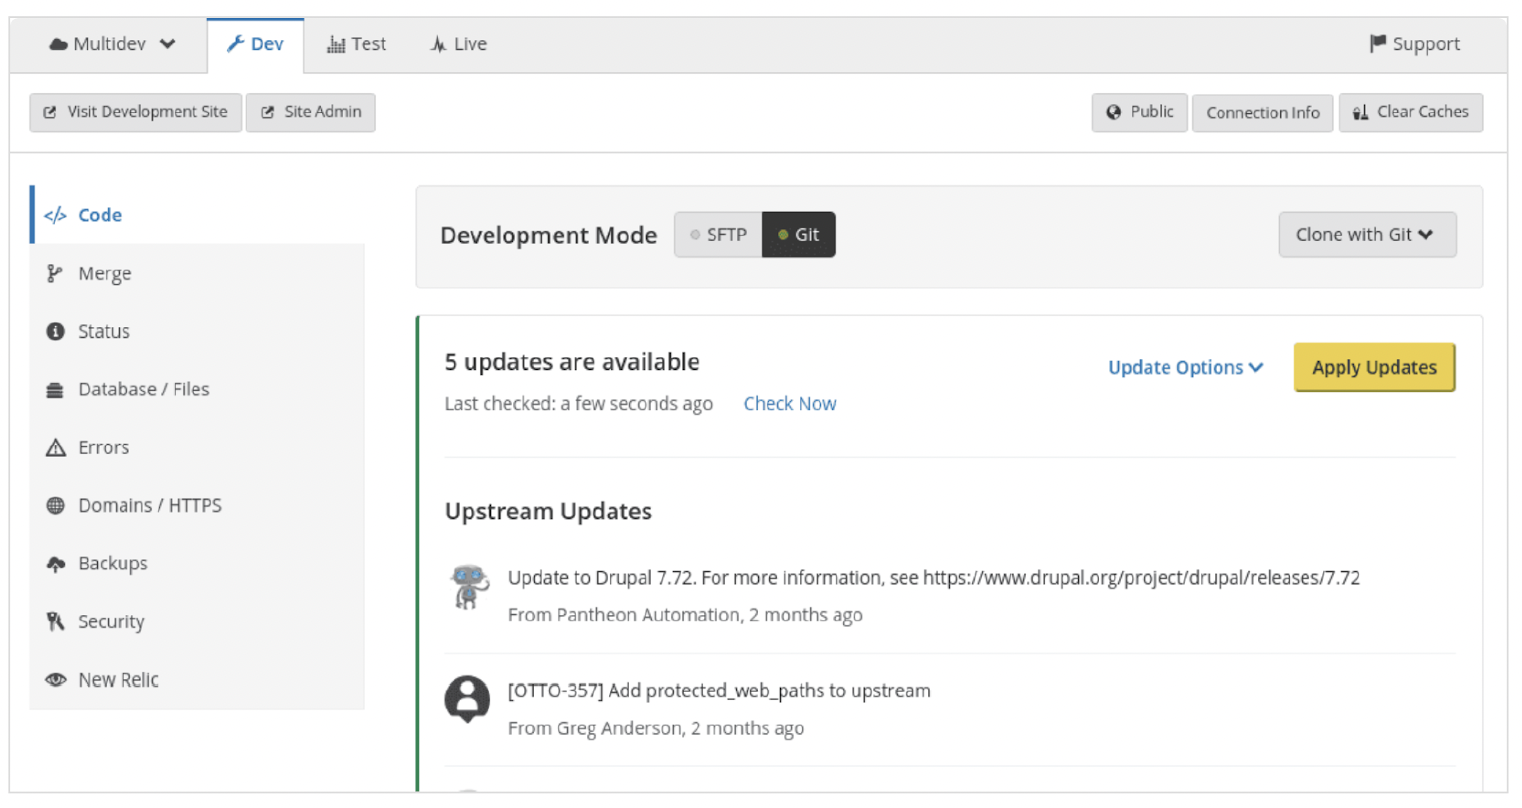 Multidev
Dev
Test
Live
Support
Visit Development Site
Site Admin
Public
Connection Info
Clear Caches
</> Code
Merge
Status
Database / Files
Errors
Domains / HTTPS
Backups
Security
New Relic
Development Mode
SFTP
Git
Clone with Git
5 updates are available
Update Options
Apply Updates
Last checked: a few seconds ago
Check Now
Upstream Updates
Update to Drupal 7.72. For more information, see https://www.drupal.org/project/drupal/releases/7.72
From Pantheon Automation, 2 months ago
[OTTO-357] Add protected_web_paths to upstream
From Greg Anderson, 2 months ago